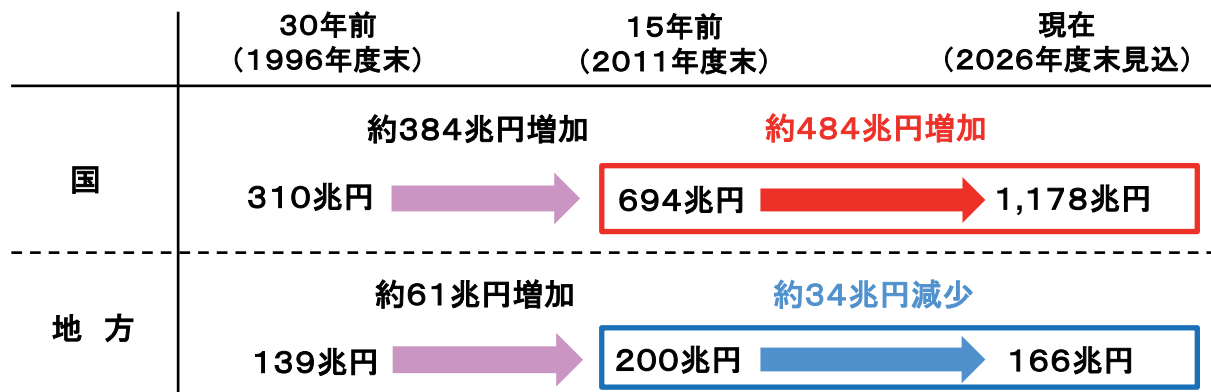 30年前 15年前 現在
（1996年度末） （2011年度末） （2026年度末見込）
約384兆円増加 約484兆円増加
国 310兆円 694兆円 1,178兆円
約61兆円増加 約34兆円減少
地 方 139兆円 200兆円 166兆円